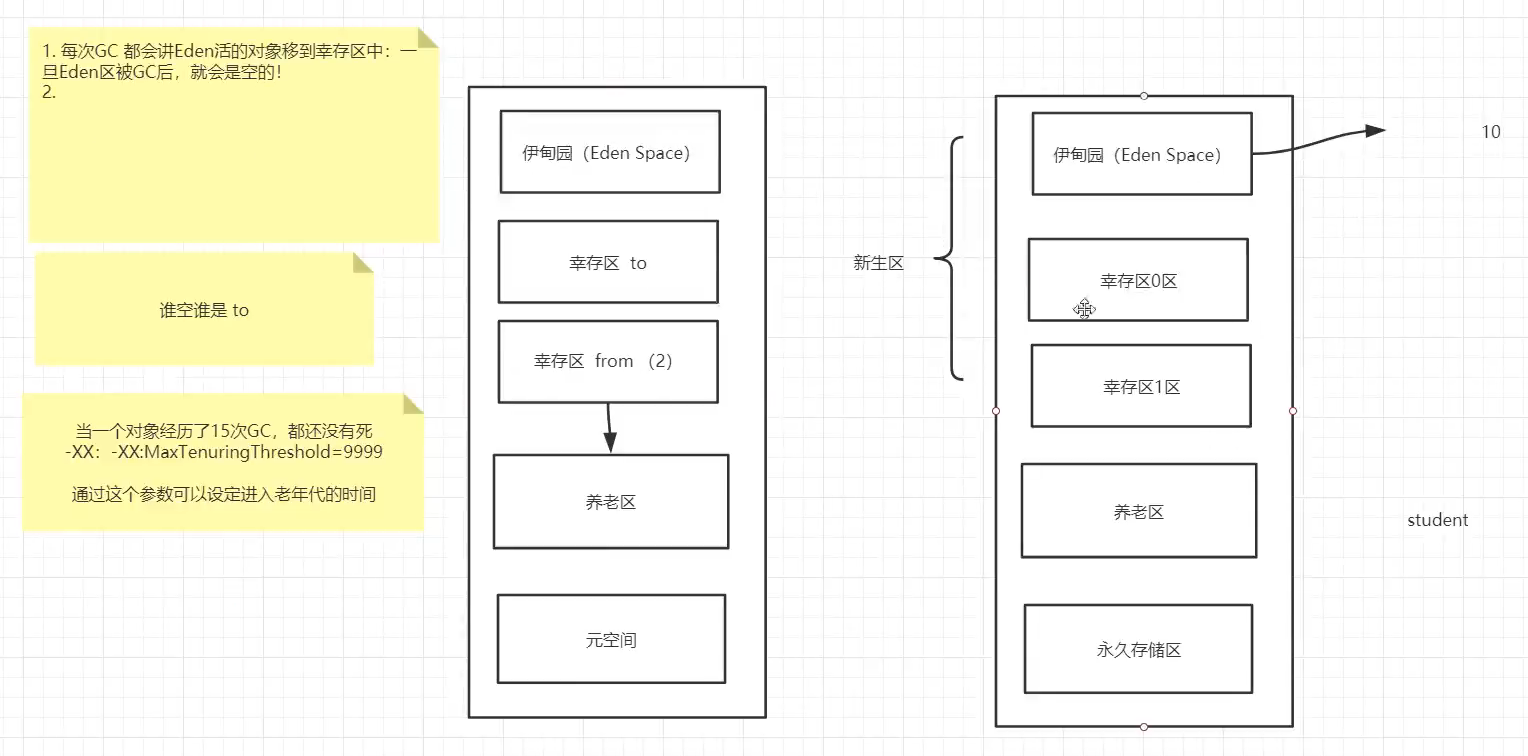 1. 每次GC 都会讲Eden活的对象移到幸存区中：一
旦Eden区被GC后，就会是空的！
2.
谁空谁是 to
当一个对象经历了15次GC，都还没有死
-XX：-XX:MaxTenuringThreshold=9999
通过这个参数可以设定进入老年代的时间
伊甸园（Eden Space）
幸存区 to
幸存区 from （2）
养老区
元空间
新生区
伊甸园（Eden Space）
幸存区0区
幸存区1区
养老区
永久存储区
10
student